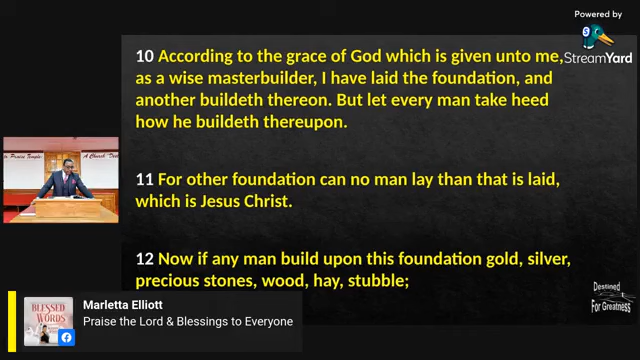 Powered by
StreamYard
10 According to the grace of God which is given unto me,
as a wise masterbuilder, I have laid the foundation, and
another buildeth thereon. But let every man take heed
how he buildeth thereupon.
11 For other foundation can no man lay than that is laid,
which is Jesus Christ.
12 Now if any man build upon this foundation gold, silver,
precious stones, wood, hay, stubble;
BLESSED
WORDS
Marletta Elliott
Praise the Lord & Blessings to Everyone
Destined
For Greatness